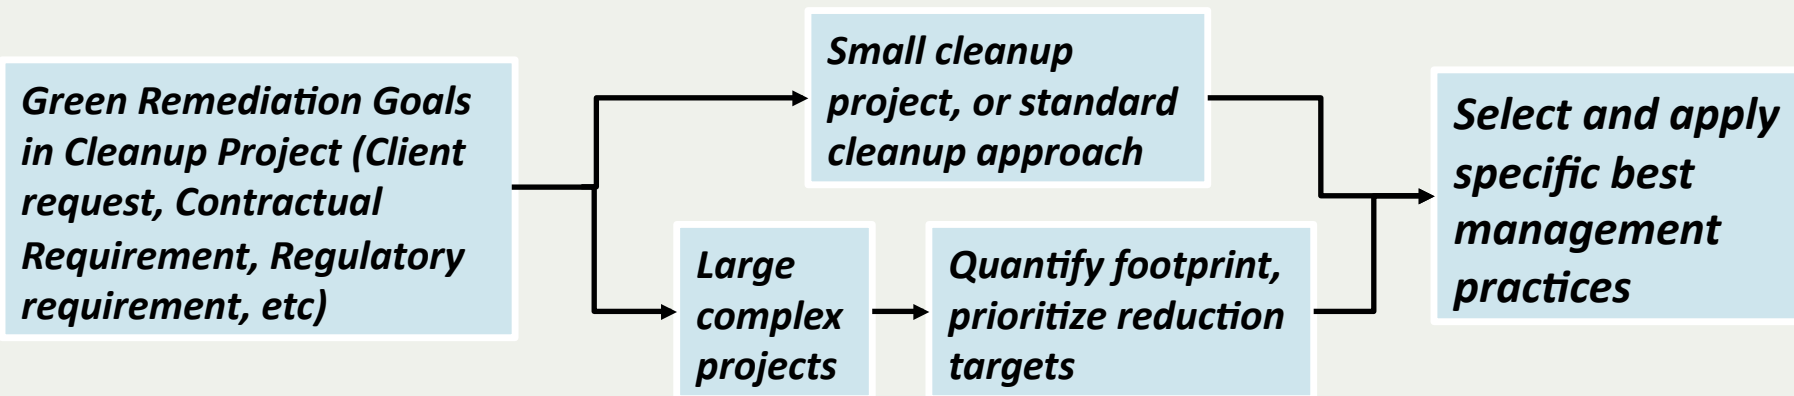 Green Remediation Goals
in Cleanup Project (Client
request, Contractual
Requirement, Regulatory
requirement, etc)
Small cleanup
project, or standard
cleanup approach
Large
complex
projects
Quantify footprint,
prioritize reduction
targets
Select and apply
specific best
management
practices